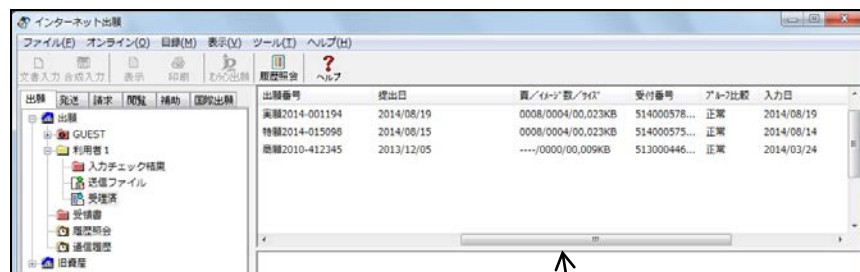 インターネット出願
ファイル(F) オンライン(O) 目録(M) 表示(V) ツール(T) ヘルプ(H)
文書入力 合成入力 表示 印刷 履歴照会 ヘルプ
出願 発送 請求 閲覧 補助 国際出願
出願
GUEST
利用者1
入力チェック結果
送信ファイル
受理済
受領書
履歴照会
通信履歴
旧資産
出願番号 提出日 頁/イメージ数/サイズ 受付番号 プルーフ比較 入力日
実願2014-001194 2014/08/19 0008/0004/00,023KB 514000578... 正常 2014/08/19
特願2014-015098 2014/08/15 0008/0004/00,023KB 514000575... 正常 2014/08/14
商願2010-412345 2013/12/05 ----/0000/00,009KB 513000446... 正常 2014/03/24